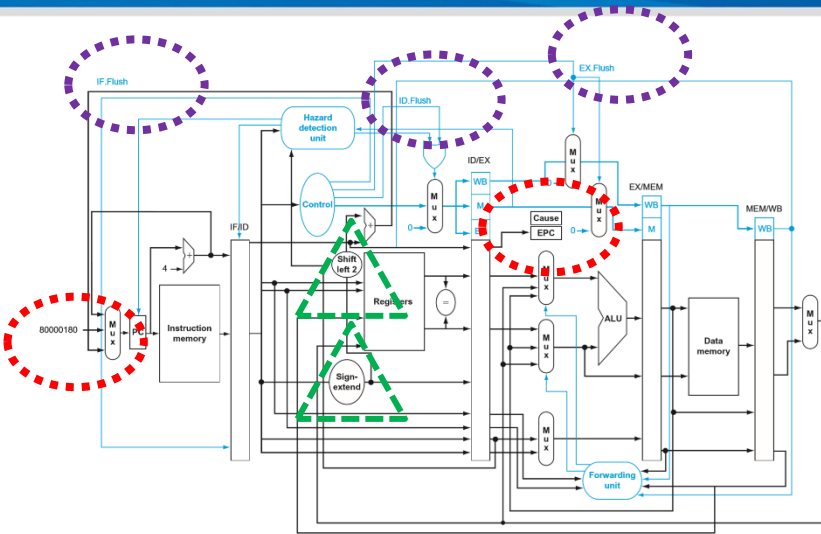 IF.Flush
EX.Flush
ID.Flush
Hazard
detection
unit
ID/EX
M
u
x
EX/MEM
WB
0
M
u
x
WB
MEM/WB
Control
M
u
x
M
Cause
M
u
x
M
WB
IF/ID
0
EPC
0
Shift
left 2
4
Registers
=
M
u
x
80000180
M
u
x
PC
Instruction
memory
ALU
M
u
x
Data
memory
M
u
x
Sign-
extend
M
u
x
Forwarding
unit